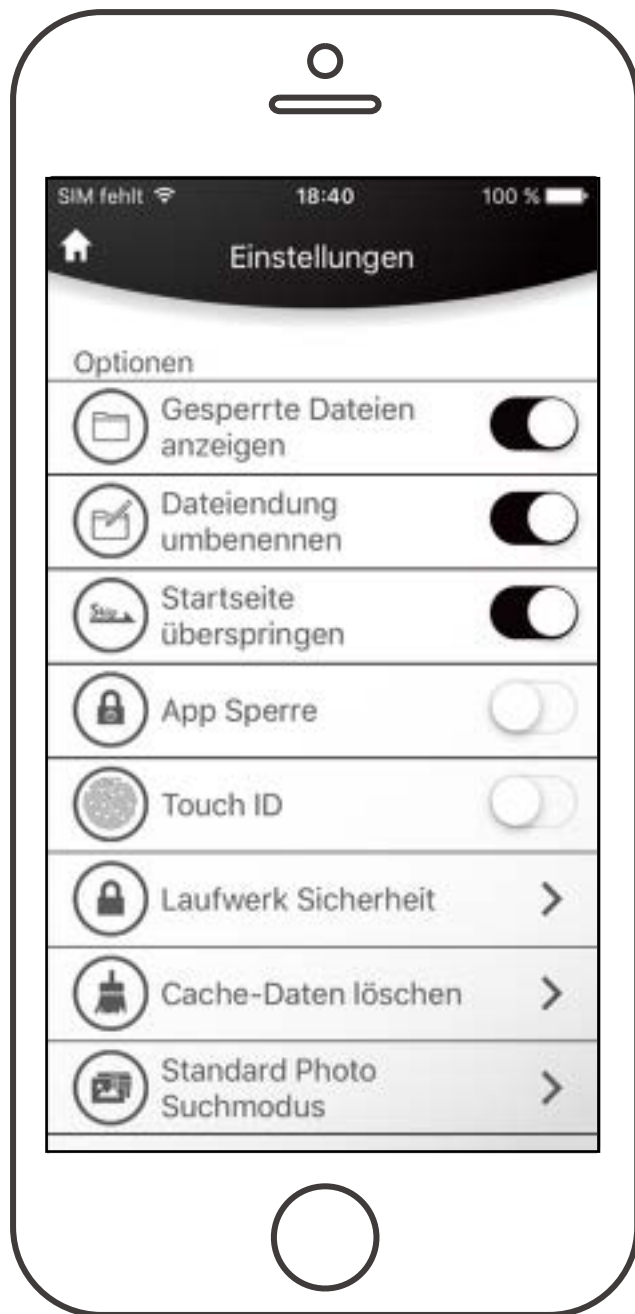 SIM fehlt 18:40 100 %
Einstellungen
Optionen
Gesperrte Dateien
anzeigen
Dateiendung
umbenennen
Startseite
überspringen
App Sperre
Touch ID
Laufwerk Sicherheit
Cache-Daten löschen
Standard Photo
Suchmodus